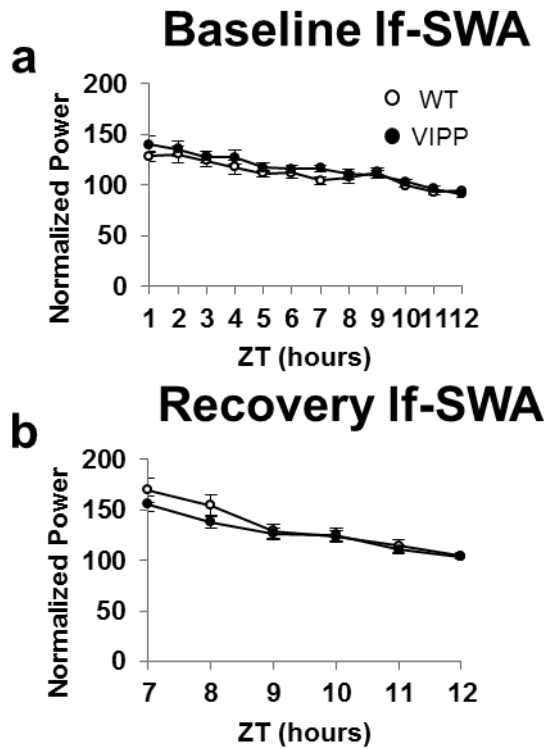 Baseline lf-SWA
a
200
150
100
50
0
Normalized Power
WT
VIPP
1 2 3 4 5 6 7 8 9 10 11 12
ZT (hours)
Recovery lf-SWA
b
200
150
100
50
0
Normalized Power
7 8 9 10 11 12
ZT (hours)